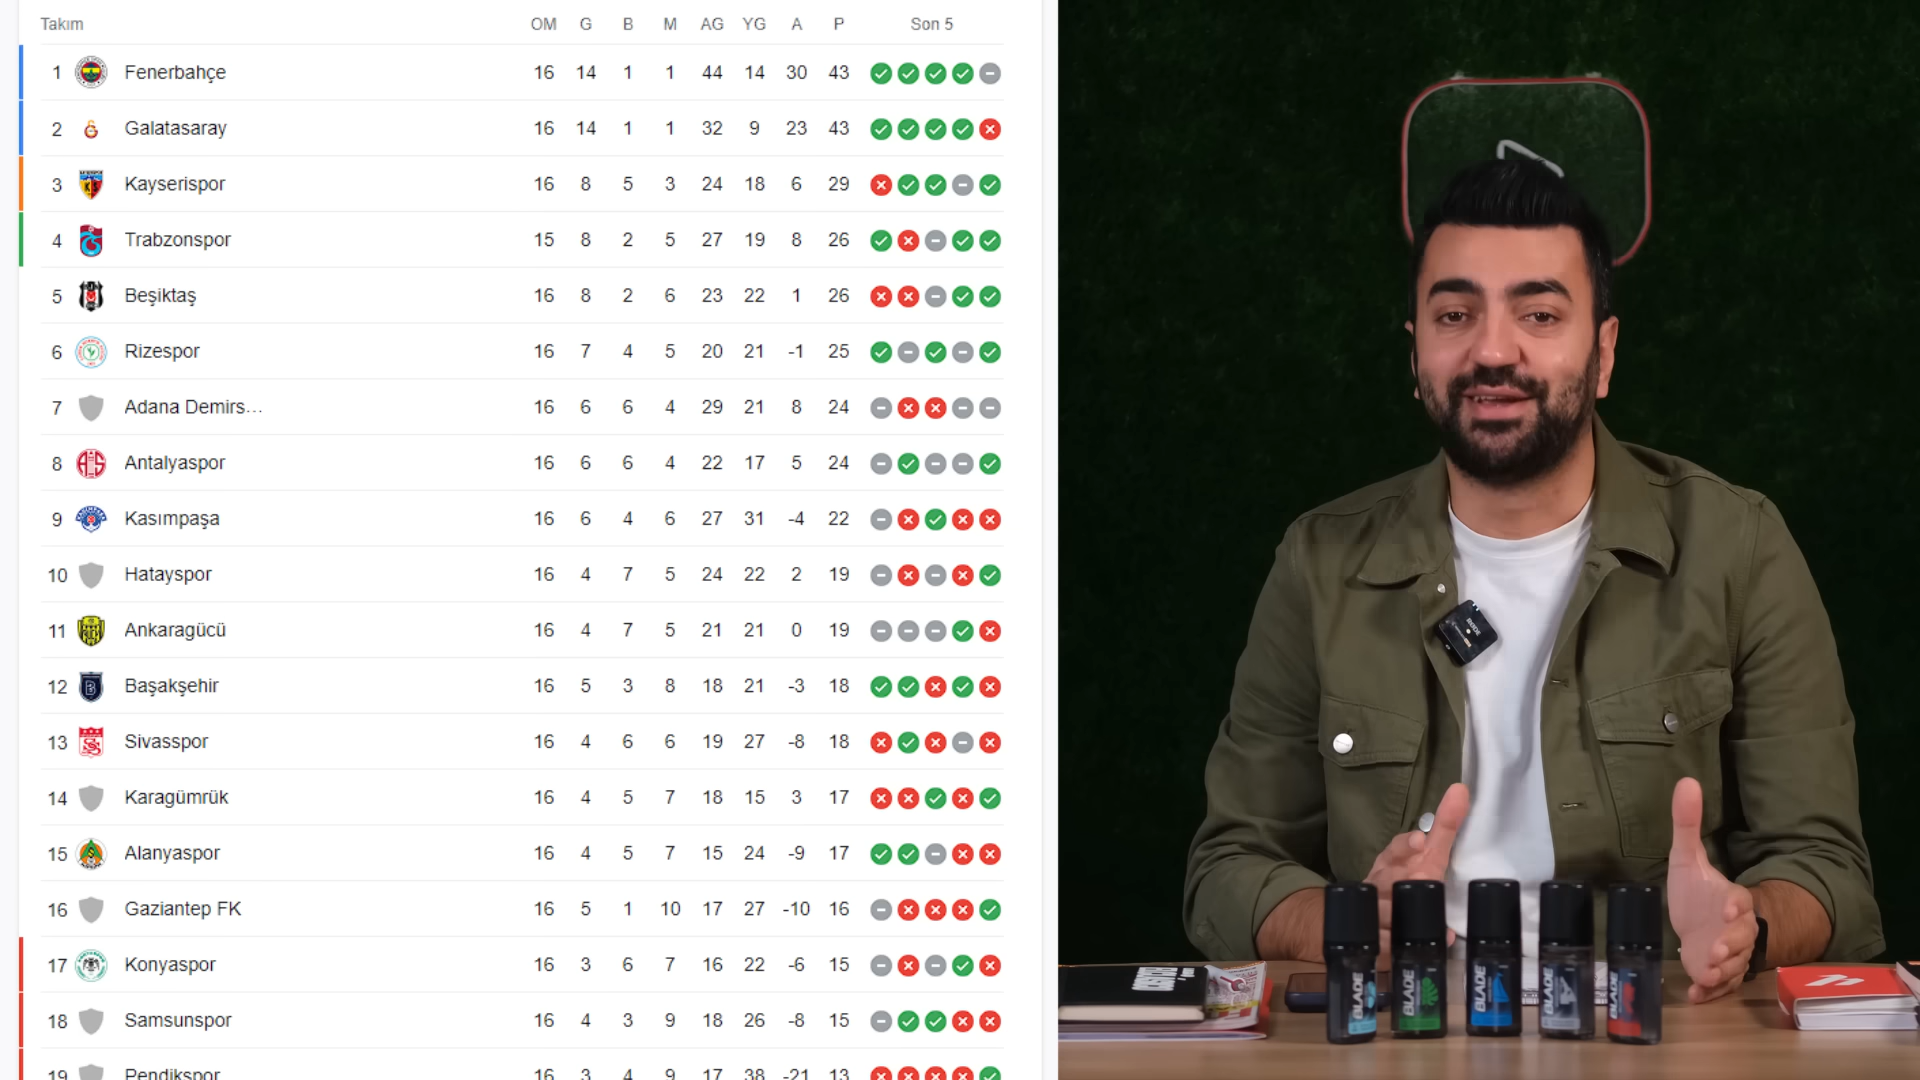 Takım OM G B M AG YG A P Son 5
1 Fenerbahçe 16 14 1 1 44 14 30 43
2 Galatasaray 16 14 1 1 32 9 23 43
3 Kayserispor 16 8 5 3 24 18 6 29
4 Trabzonspor 15 8 2 5 27 19 8 26
5 Beşiktaş 16 8 2 6 23 22 1 26
6 Rizespor 16 7 4 5 20 21 -1 25
7 Adana Demirs... 16 6 6 4 29 21 8 24
8 Antalyaspor 16 6 6 4 22 17 5 24
9 Kasımpaşa 16 6 4 6 27 31 -4 22
10 Hatayspor 16 4 7 5 24 22 2 19
11 Ankaragücü 16 4 7 5 21 21 0 19
12 Başakşehir 16 5 3 8 18 21 -3 18
13 Sivasspor 16 4 6 6 19 27 -8 18
14 Karagümrük 16 4 5 7 18 15 3 17
15 Alanyaspor 16 4 5 7 15 24 -9 17
16 Gaziantep FK 16 5 1 10 17 27 -10 16
17 Konyaspor 16 3 6 7 16 22 -6 15
18 Samsunspor 16 4 3 9 18 26 -8 15
19 Pendikspor 16 3 4 9 17 38 -21 13
RØDE
BLADE
BLADE
BLADE
BLADE
BLADE